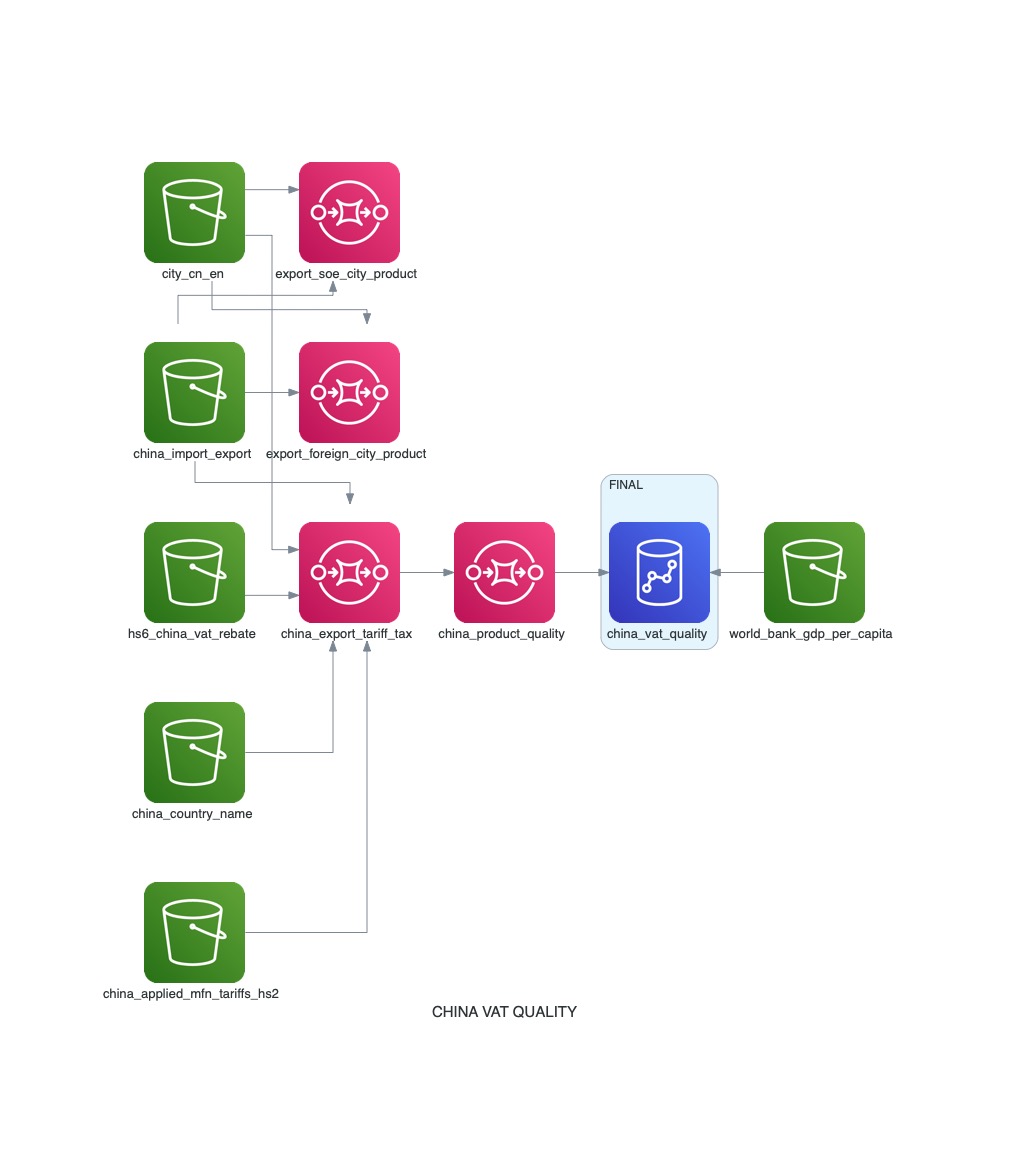 city_cn_en
export_soe_city_product
china_import_export
export_foreign_city_product
FINAL
hs6_china_vat_rebate
china_export_tariff_tax
china_product_quality
china_vat_quality
world_bank_gdp_per_capita
china_country_name
china_applied_mfn_tariffs_hs2
CHINA VAT QUALITY